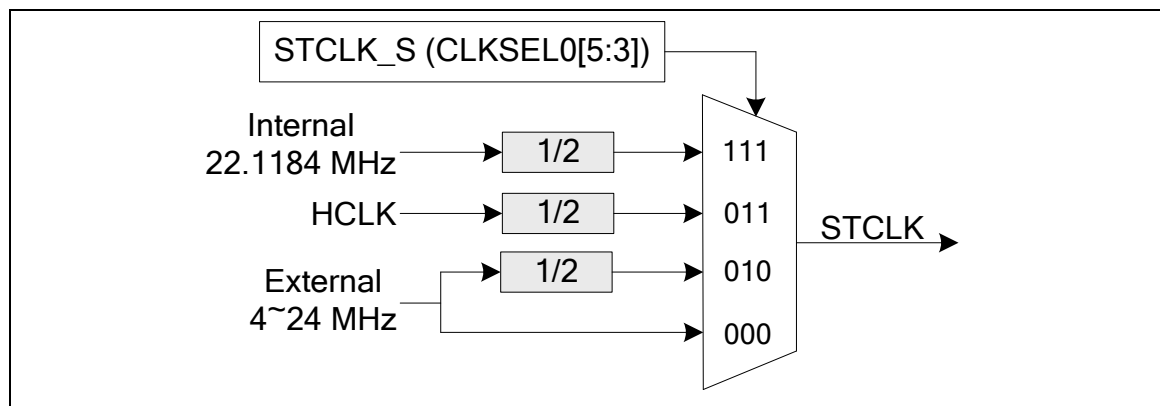 STCLK_S (CLKSEL0[5:3])
Internal
22.1184 MHz
1/2
111
HCLK
1/2
011
STCLK
External
4~24 MHz
1/2
010
000